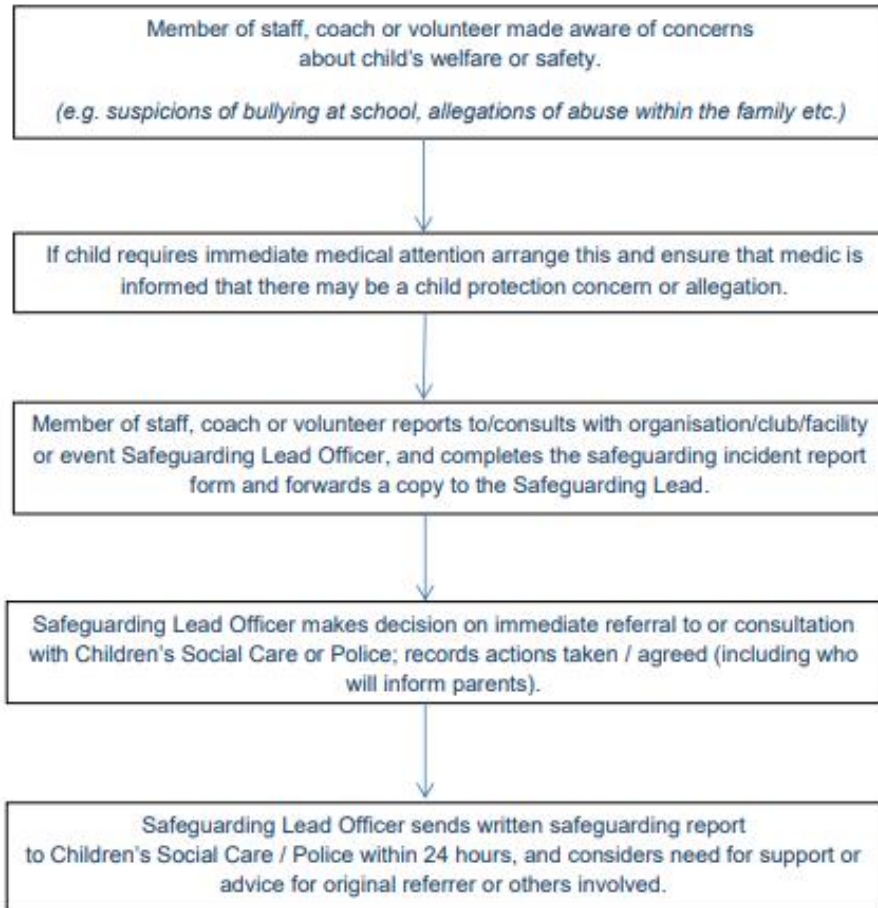 Member of staff, coach or volunteer made aware of concerns
about child's welfare or safety.
(e.g. suspicions of bullying at school, allegations of abuse within the family etc.)
If child requires immediate medical attention arrange this and ensure that medic is
informed that there may be a child protection concern or allegation.
Member of staff, coach or volunteer reports to/consults with organisation/club/facility
or event Safeguarding Lead Officer, and completes the safeguarding incident report
form and forwards a copy to the Safeguarding Lead.
Safeguarding Lead Officer makes decision on immediate referral to or consultation
with Children's Social Care or Police; records actions taken / agreed (including who
will inform parents).
Safeguarding Lead Officer sends written safeguarding report
to Children's Social Care / Police within 24 hours, and considers need for support or
advice for original referrer or others involved.